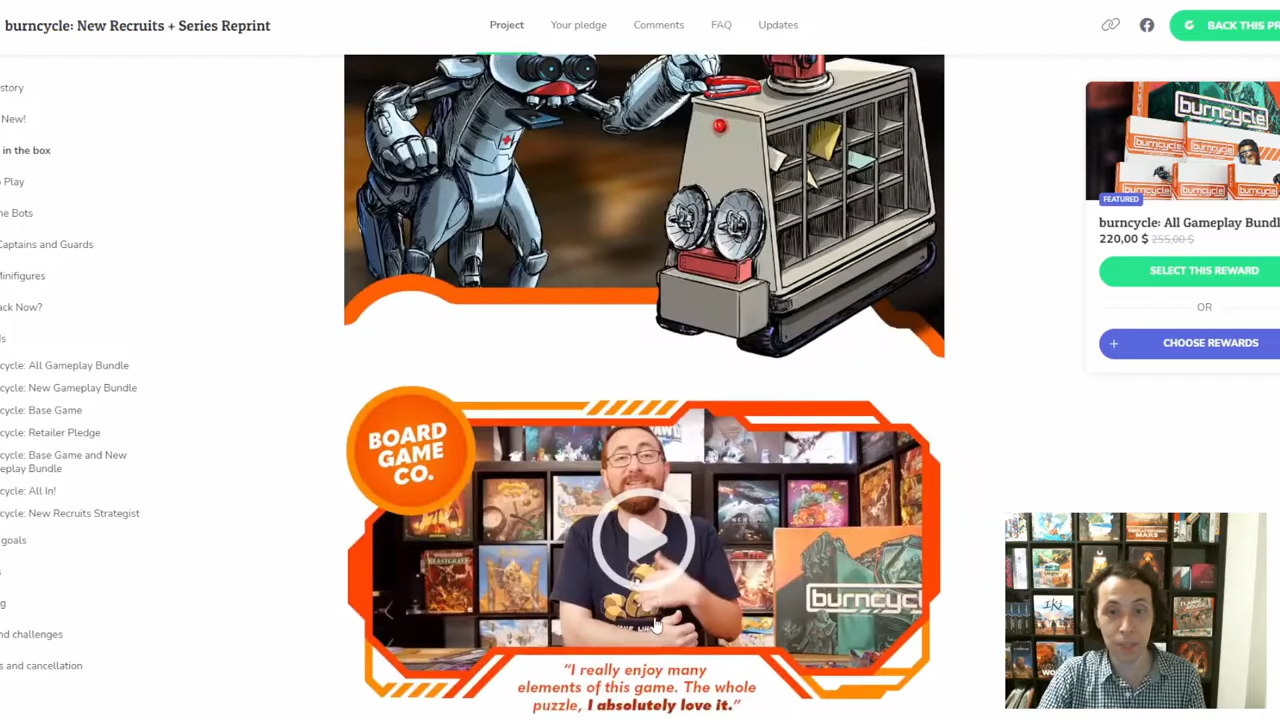 burncycle: New Recruits + Series Reprint
Project
Your pledge
Comments
FAQ
Updates
BACK THIS PR
story
New!
in the box
Play
he Bots
Captains and Guards
Minifigures
ack Now?
ds
cycle: All Gameplay Bundle
cycle: New Gameplay Bundle
cycle: Base Game
cycle: Retailer Pledge
cycle: Base Game and New
eplay Bundle
cycle: All In!
cycle: New Recruits Strategist
goals
ng
nd challenges
s and cancellation
burncycle
FEATURED
burncycle: All Gameplay Bundl
220,00 $ 255,00 $
SELECT THIS REWARD
OR
+ CHOOSE REWARDS
BOARD
GAME
CO.
burncycle
"I really enjoy many
elements of this game. The whole
puzzle, I absolutely love it."